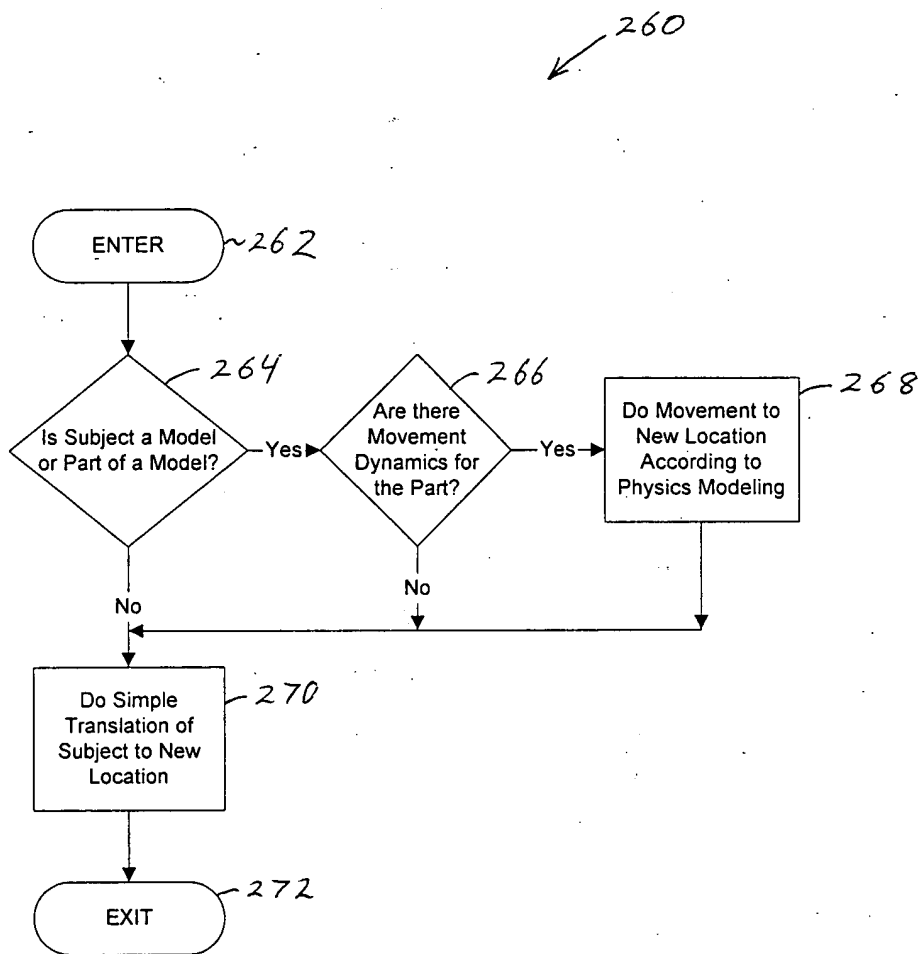 260
ENTER
262
264
Is Subject a Model
or Part of a Model?
Yes
266
Are there
Movement
Dynamics for
the Part?
Yes
268
Do Movement to
New Location
According to
Physics Modeling
No
No
270
Do Simple
Translation of
Subject to New
Location
272
EXIT